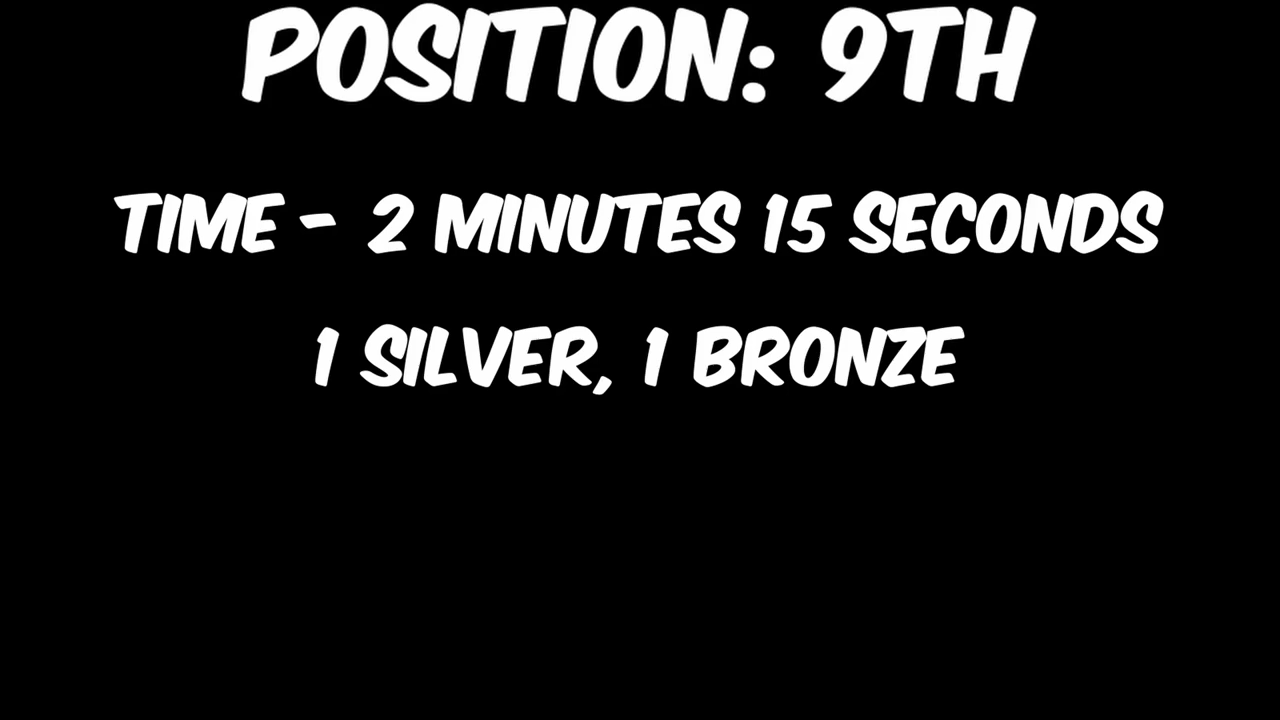 POSITION: 9TH
TIME - 2 MINUTES 15 SECONDS
1 SILVER, 1 BRONZE